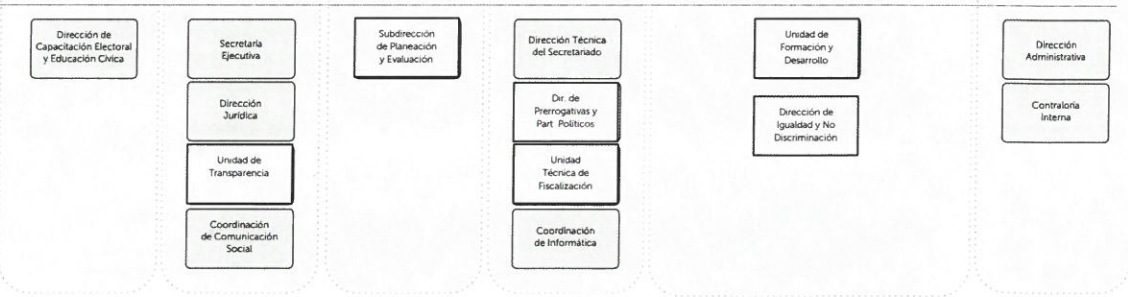 Dirección de
Capacitación Electoral
y Educación Cívica
Secretaría
Ejecutiva
Dirección
Jurídica
Unidad de
Transparencia
Coordinación
de Comunicación
Social
Subdirección
de Planeación
y Evaluación
Dirección Técnica
del Secretariado
Dir. de
Prerrogativas y
Part. Políticos
Unidad
Técnica de
Fiscalización
Coordinación
de Informática
Unidad de
Formación y
Desarrollo
Dirección de
Igualdad y No
Discriminación
Dirección
Administrativa
Contraloría
Interna